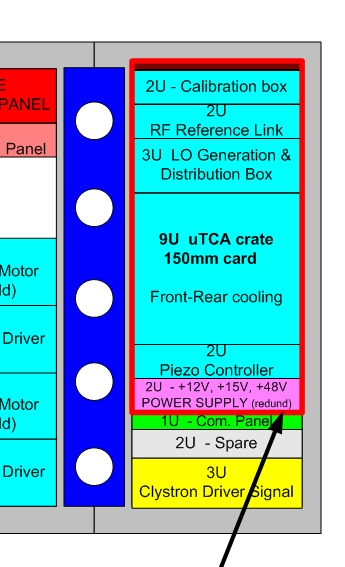 E
PANEL
Panel
Motor
ld)
Driver
Motor
ld)
Driver
2U - Calibration box
2U
RF Reference Link
3U LO Generation &
Distribution Box
9U uTCA crate
150mm card
Front-Rear cooling
2U
Piezo Controller
2U - +12V, +15V, +48V
POWER SUPPLY (redund)
1U - Com. Panel
2U - Spare
3U
Clystron Driver Signal